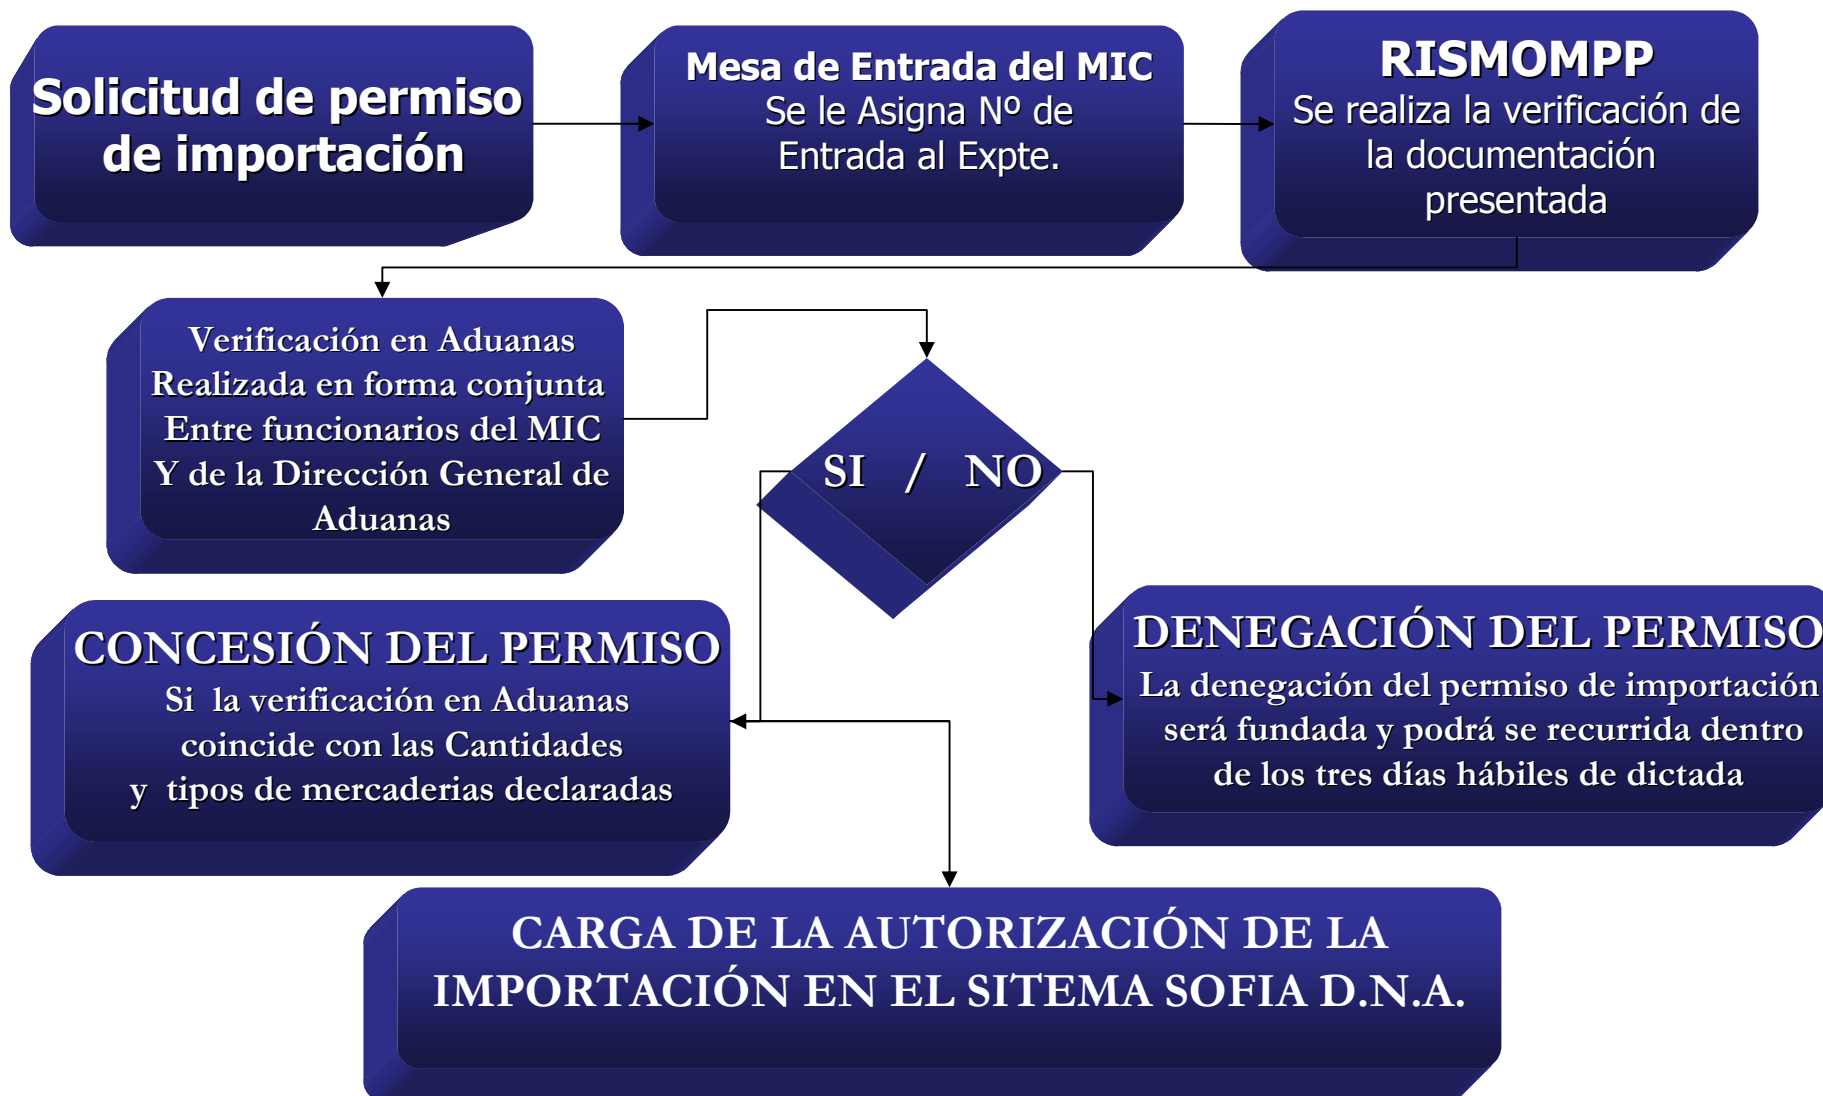 Solicitud de permiso
de importación
Mesa de Entrada del MIC
Se le Asigna Nº de
Entrada al Expte.
RISMOMPP
Se realiza la verificación de
la documentación
presentada
Verificación en Aduanas
Realizada en forma conjunta
Entre funcionarios del MIC
Y de la Dirección General de
Aduanas
SI / NO
CONCESIÓN DEL PERMISO
Si la verificación en Aduanas
coincide con las Cantidades
y tipos de mercaderias declaradas
DENEGACIÓN DEL PERMISO
La denegación del permiso de importación
será fundada y podrá se recurrida dentro
de los tres días hábiles de dictada
CARGA DE LA AUTORIZACIÓN DE LA
IMPORTACIÓN EN EL SITEMA SOFIA D.N.A.